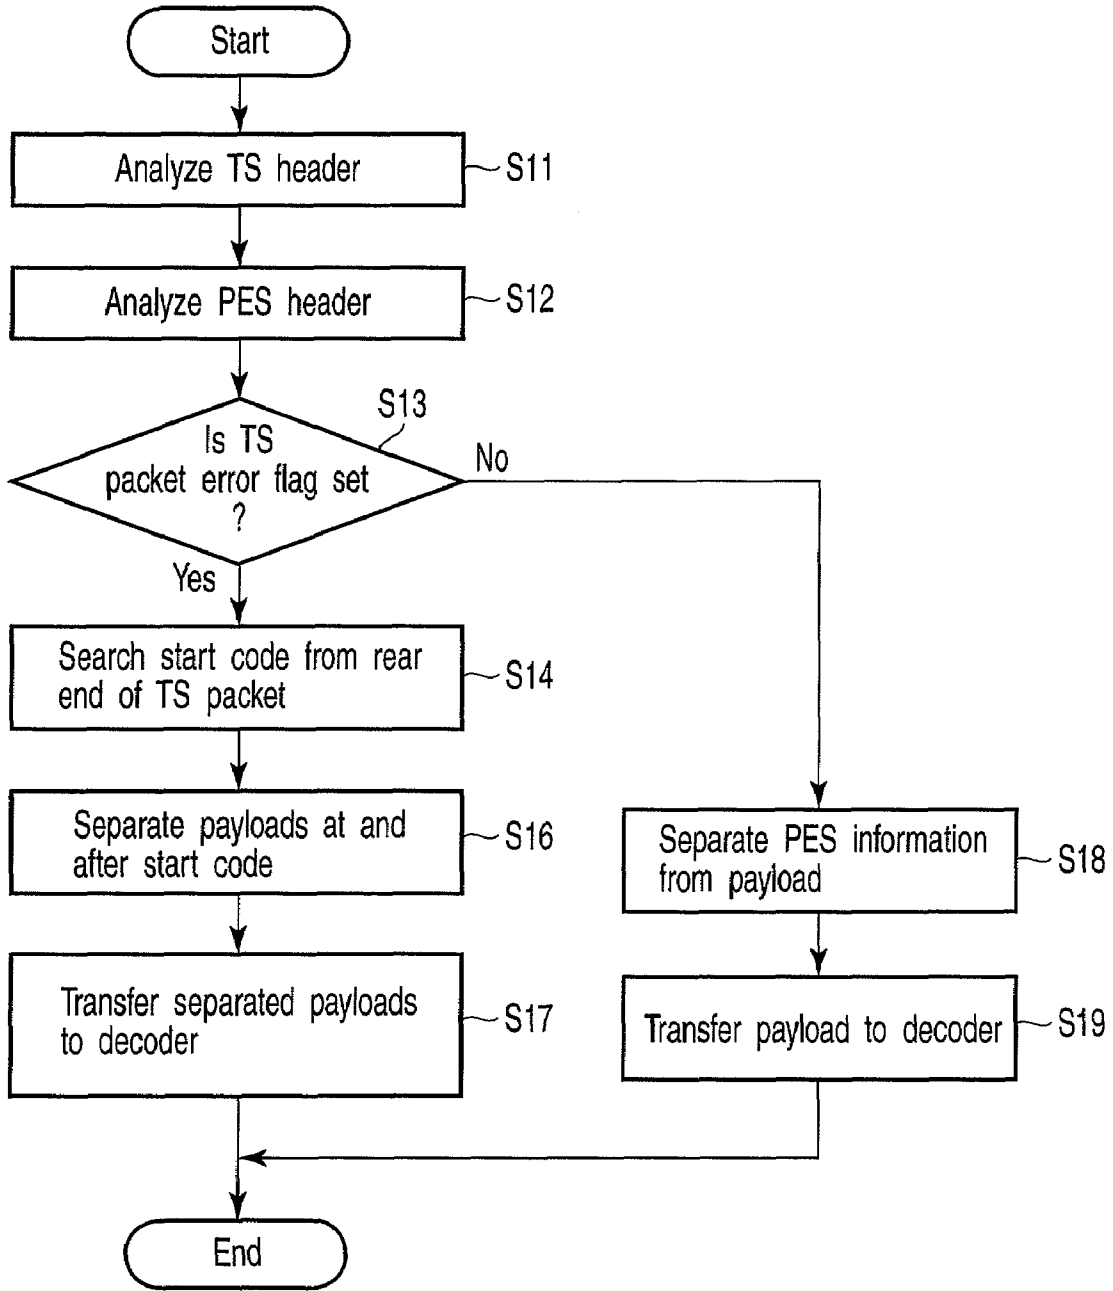 Start
Analyze TS header
S11
Analyze PES header
S12
S13
Is TS
packet error flag set
?
No
Yes
Search start code from rear
end of TS packet
S14
Separate payloads at and
after start code
S16
Separate PES information
from payload
S18
Transfer separated payloads
to decoder
S17
Transfer payload to decoder
S19
End